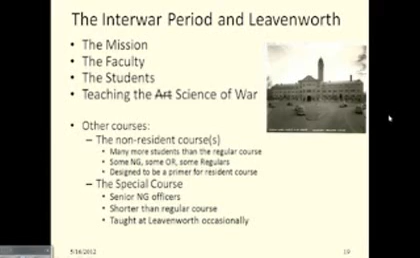 The Interwar Period and Leavenworth
• The Mission
• The Faculty
• The Students
• Teaching the Art Science of War
• Other courses:
– The non-resident course(s)
• Many more students than the regular course
• Some NG, some OR, some Regulars
• Designed to be a primer for resident course
– The Special Course
• Senior NG officers
• Shorter than regular course
• Taught at Leavenworth occasionally
5/16/2012
19